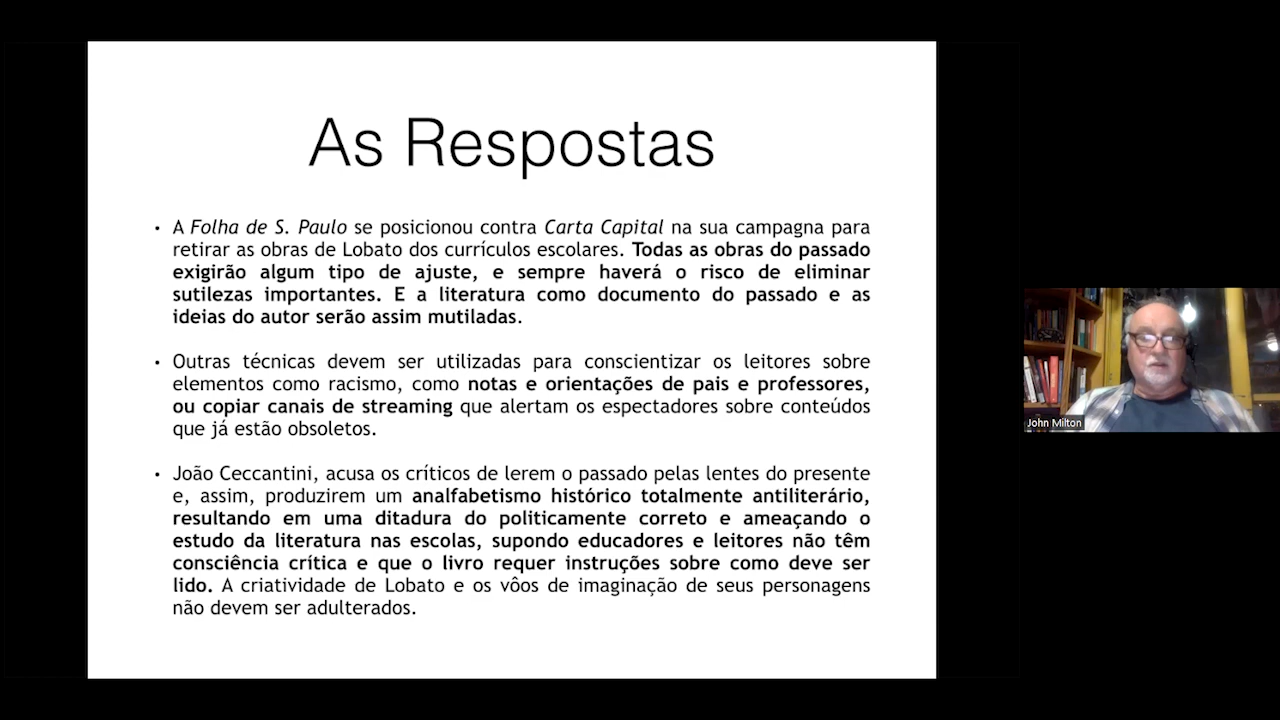 As Respostas
• A Folha de S. Paulo se posicionou contra Carta Capital na sua campagna para
retirar as obras de Lobato dos currículos escolares. Todas as obras do passado
exigirão algum tipo de ajuste, e sempre haverá o risco de eliminar
sutilezas importantes. E a literatura como documento do passado e as
ideias do autor serão assim mutiladas.
• Outras técnicas devem ser utilizadas para conscientizar os leitores sobre
elementos como racismo, como notas e orientações de pais e professores,
ou copiar canais de streaming que alertam os espectadores sobre conteúdos
que já estão obsoletos.
• João Ceccantini, acusa os críticos de lerem o passado pelas lentes do presente
e, assim, produzirem um analfabetismo histórico totalmente antiliterário,
resultando em uma ditadura do politicamente correto e ameaçando o
estudo da literatura nas escolas, supondo educadores e leitores não têm
consciência crítica e que o livro requer instruções sobre como deve ser
lido. A criatividade de Lobato e os vôos de imaginação de seus personagens
não devem ser adulterados.
John Milton